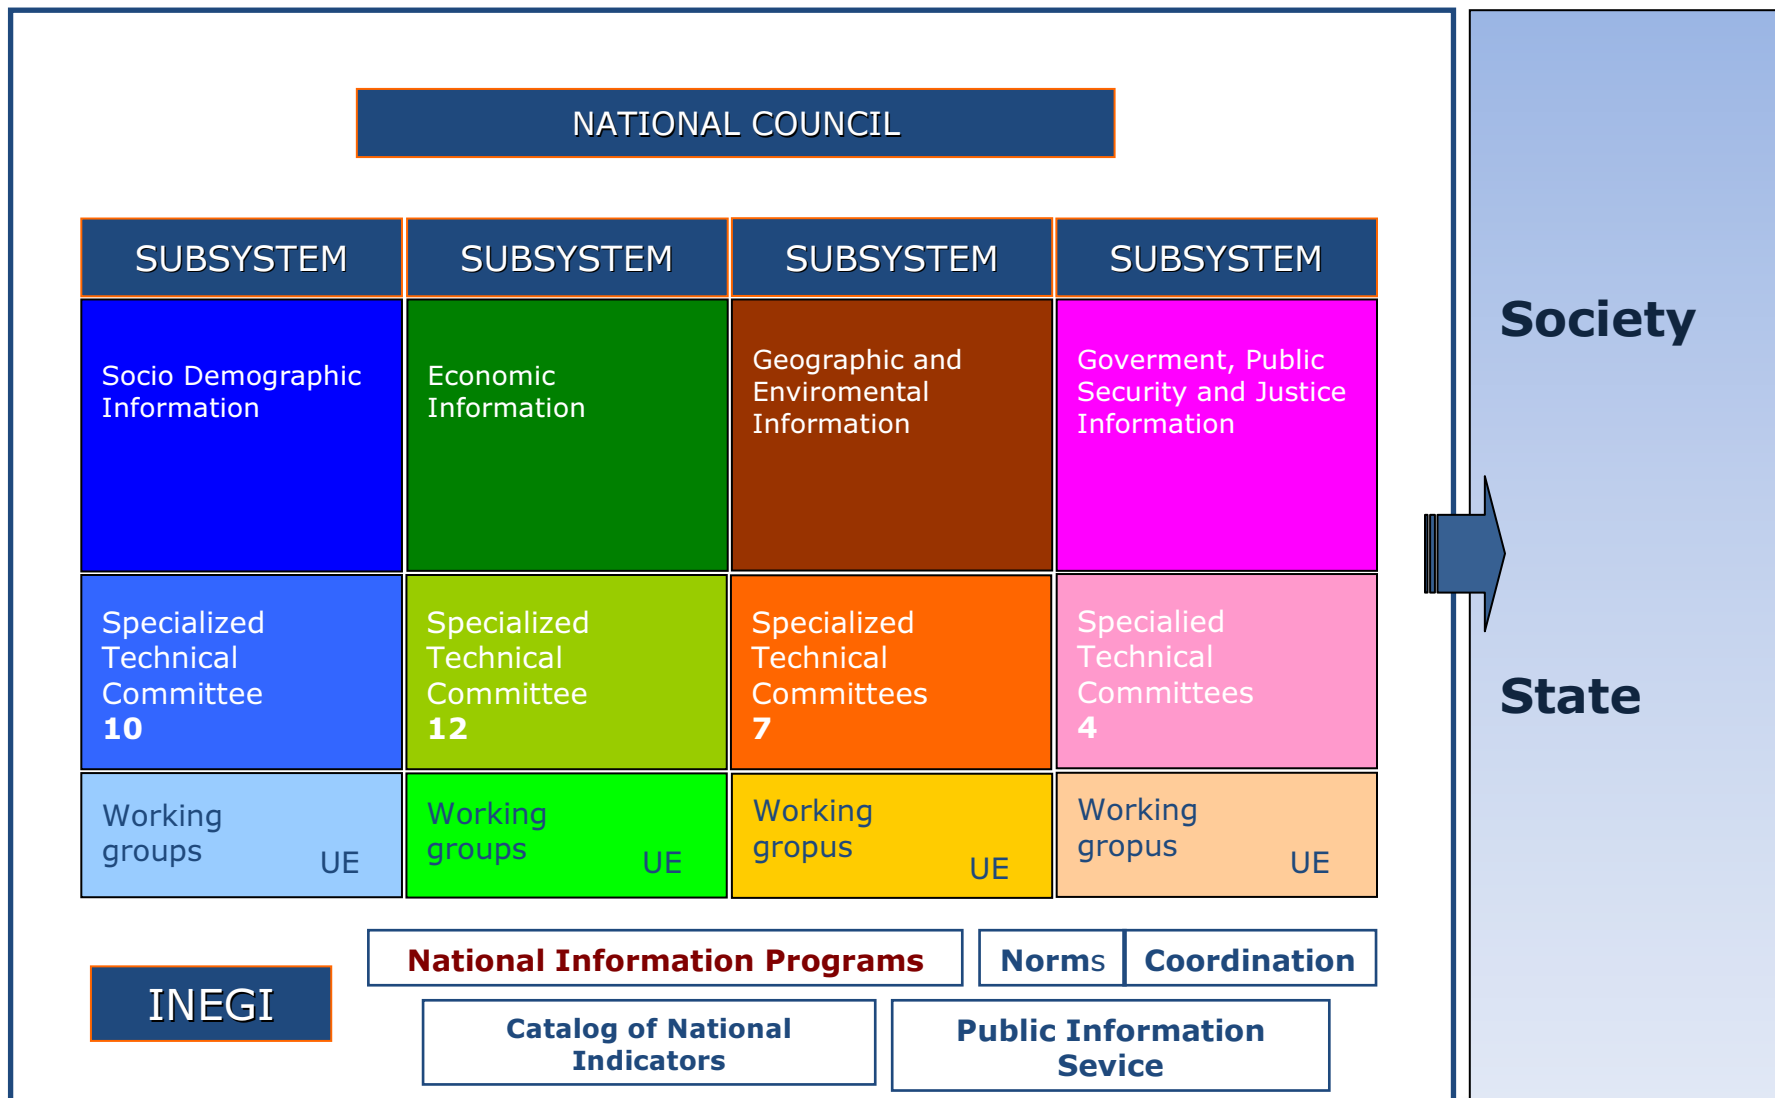 NATIONAL COUNCIL
SUBSYSTEM
SUBSYSTEM
SUBSYSTEM
SUBSYSTEM
Socio Demographic
Information
Economic
Information
Geographic and
Enviromental
Information
Goverment, Public
Security and Justice
Information
Specialized
Technical
Committee
10
Specialized
Technical
Committee
12
Specialized
Technical
Committees
7
Specialied
Technical
Committees
4
Working
groups
UE
Working
groups
UE
Working
gropus
UE
Working
gropus
UE
INEGI
National Information Programs
Norms
Coordination
Catalog of National
Indicators
Public Information
Sevice
Society
State